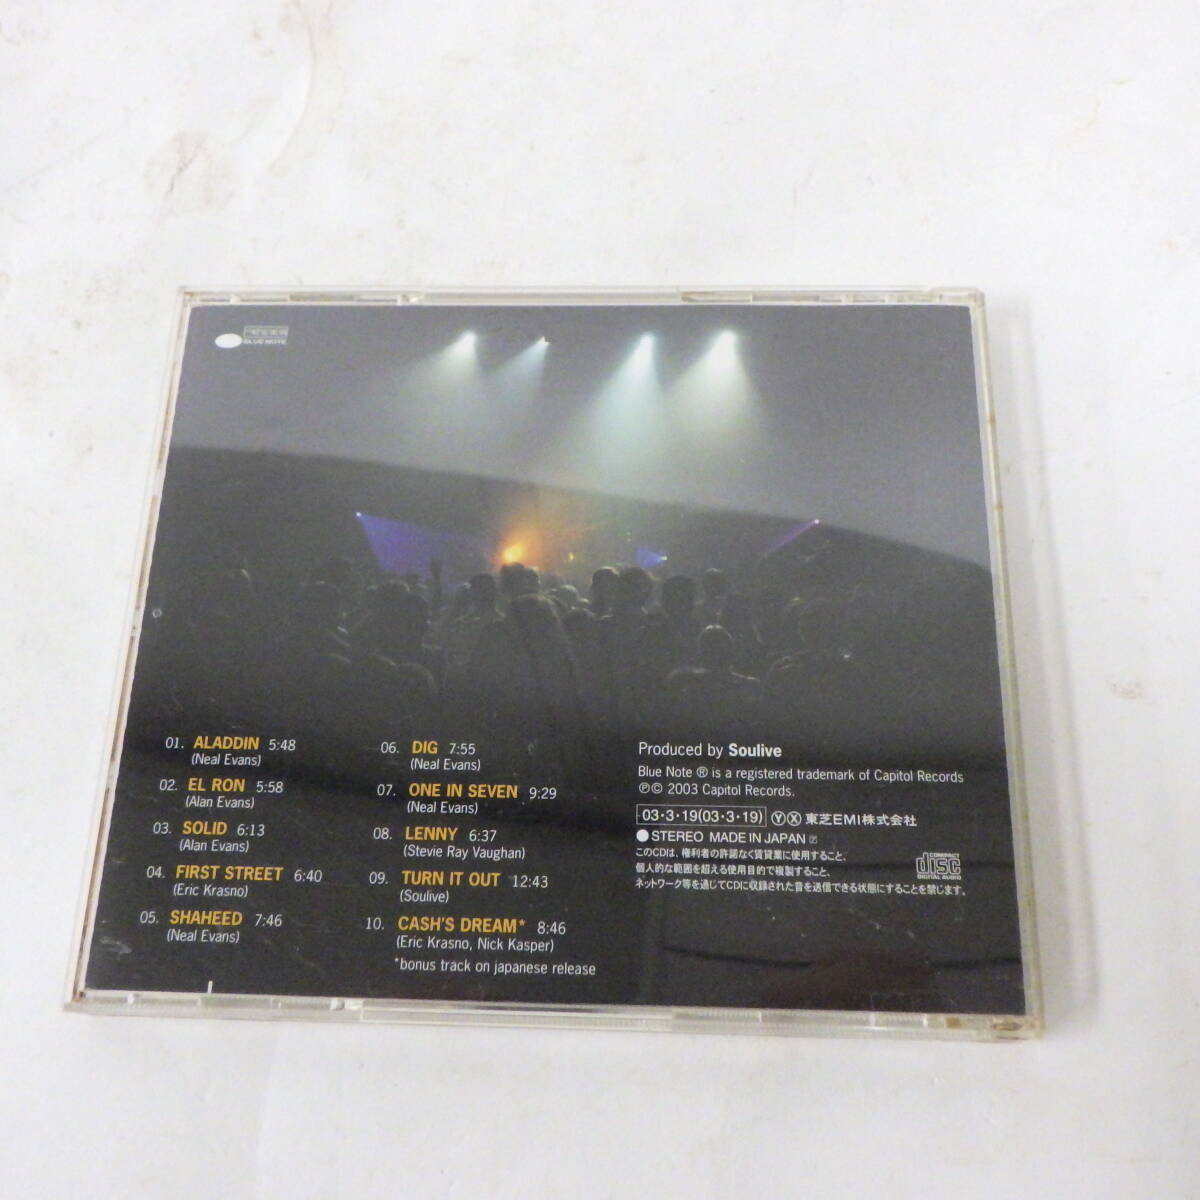 BLUE NOTE
01. ALADDIN 5:48
(Neal Evans)
02. EL RON 5:58
(Alan Evans)
03. SOLID 6:13
(Alan Evans)
04. FIRST STREET 6:40
(Eric Krasno)
05. SHAHEED 7:46
(Neal Evans)
06. DIG 7:55
(Neal Evans)
07. ONE IN SEVEN 9:29
(Neal Evans)
08. LENNY 6:37
(Stevie Ray Vaughan)
09. TURN IT OUT 12:43
(Soulive)
10. CASH'S DREAM* 8:46
(Eric Krasno, Nick Kasper)
*bonus track on japanese release
Produced by Soulive
Blue Note ® is a registered trademark of Capitol Records
℗© 2003 Capitol Records.
03・3・19(03・3・19) Ⓨ Ⓧ 東芝EMI株式会社
●STEREO MADE IN JAPAN
このCDは、権利者の許諾なく賃貸業に使用すること、
個人的な範囲を超える使用目的で複製すること、
ネットワーク等を通じてCDに収録された音を送信できる状態にすることを禁じます。
COMPACT
disc
DIGITAL AUDIO